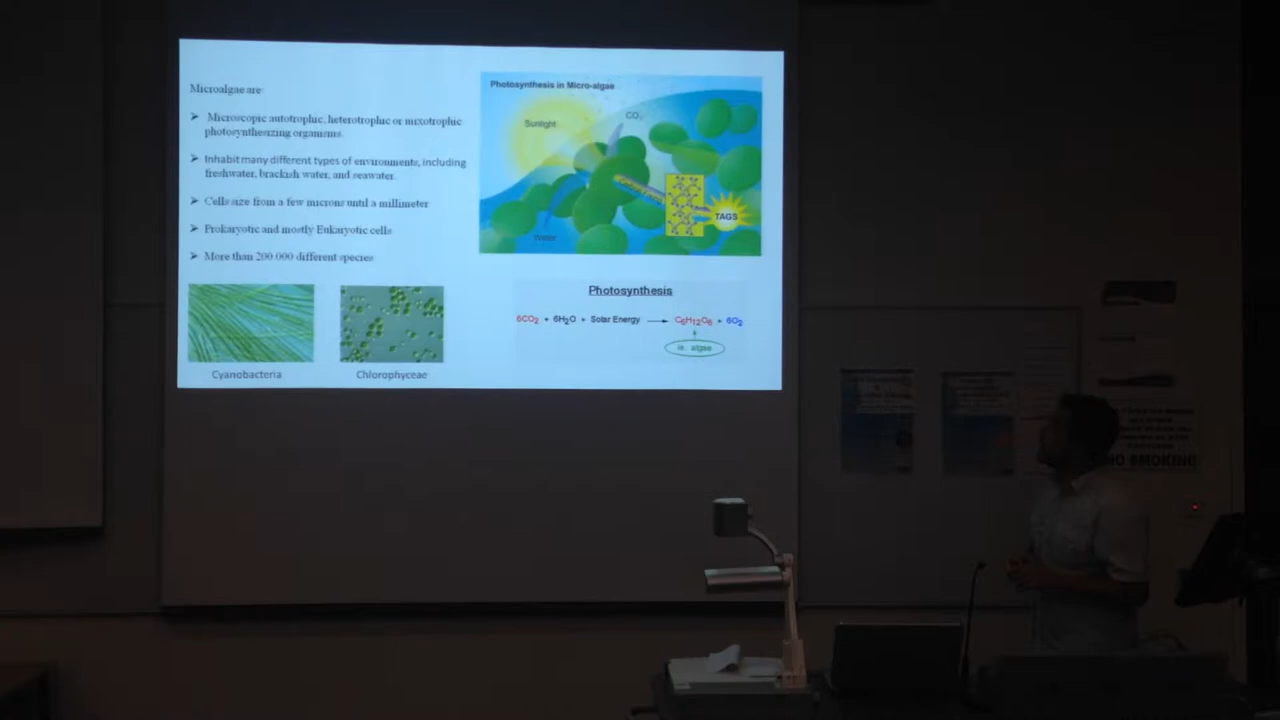 Microalgae are:
➢ Microscopic autotrophic, heterotrophic or mixotrophic
photosynthesizing organisms.
➢ Inhabit many different types of environments, including
freshwater, brackish water, and seawater.
➢ Cells size from a few microns until a millimeter
➢ Prokaryotic and mostly Eukaryotic cells
➢ More than 200.000 different species
Cyanobacteria
Chlorophyceae
Photosynthesis in Micro-algae
Sunlight
CO₂
Water
TAGS
Photosynthesis
6CO₂ + 6H₂O + Solar Energy → C₆H₁₂O₆ + 6O₂
ie. algae
NO SMOKING